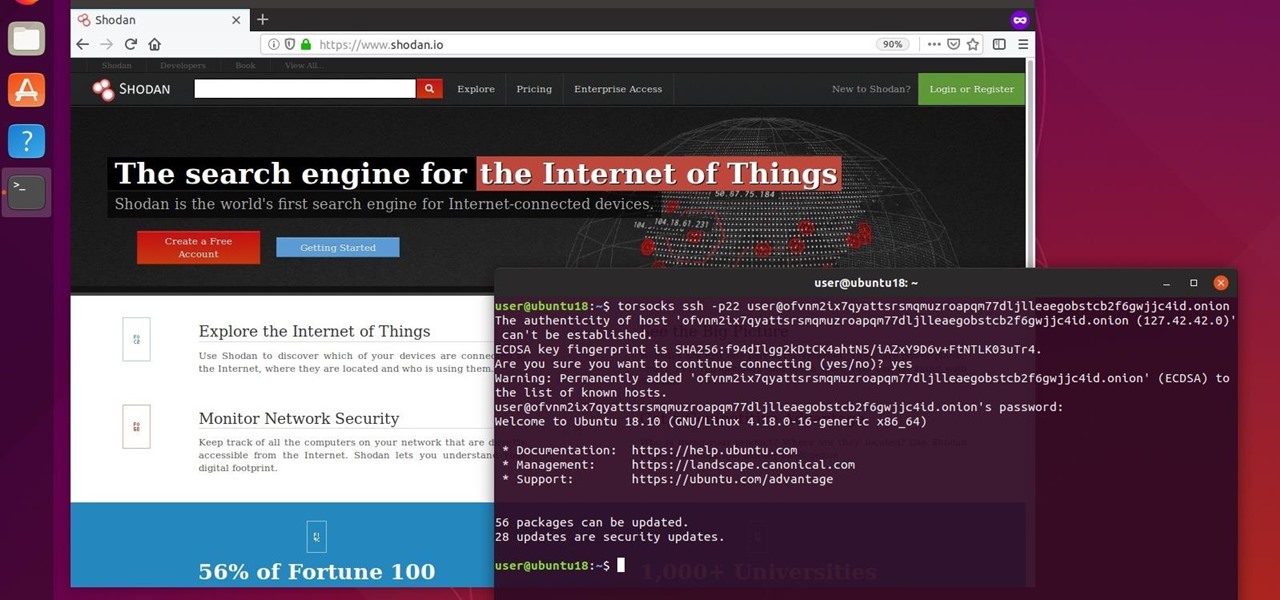 Shodan
https://www.shodan.io
90%
Shodan Developers Book View All...
SHODAN
Explore
Pricing
Enterprise Access
New to Shodan?
Login or Register
The search engine for the Internet of Things
Shodan is the world's first search engine for Internet-connected devices.
50.67.75.184
104.18.61.231
Create a Free
Account
Getting Started
Explore the Internet of Things
Use Shodan to discover which of your devices are connec
the Internet, where they are located and who is using them.
Monitor Network Security
Keep track of all the computers on your network that are
accessible from the Internet. Shodan lets you understan
digital footprint.
56% of Fortune 100
1,000+ Universities
user@ubuntu18: ~
user@ubuntu18:~$ torsocks ssh -p22 user@ofvnm2ix7qyattsrsmqmuzroapqm77dljlleaegobstcb2f6gwjjc4id.onion
The authenticity of host 'ofvnm2ix7qyattsrsmqmuzroapqm77dljlleaegobstcb2f6gwjjc4id.onion (127.42.42.0)'
can't be established.
ECDSA key fingerprint is SHA256:f94dIlgg2kDtCK4ahtN5/iAZxY9D6v+FtNTLK03uTr4.
Are you sure you want to continue connecting (yes/no)? yes
Warning: Permanently added 'ofvnm2ix7qyattsrsmqmuzroapqm77dljlleaegobstcb2f6gwjjc4id.onion' (ECDSA) to
the list of known hosts.
user@ofvnm2ix7qyattsrsmqmuzroapqm77dljlleaegobstcb2f6gwjjc4id.onion's password:
Welcome to Ubuntu 18.10 (GNU/Linux 4.18.0-16-generic x86_64)
* Documentation: https://help.ubuntu.com
* Management: https://landscape.canonical.com
* Support: https://ubuntu.com/advantage
56 packages can be updated.
28 updates are security updates.
user@ubuntu18:~$